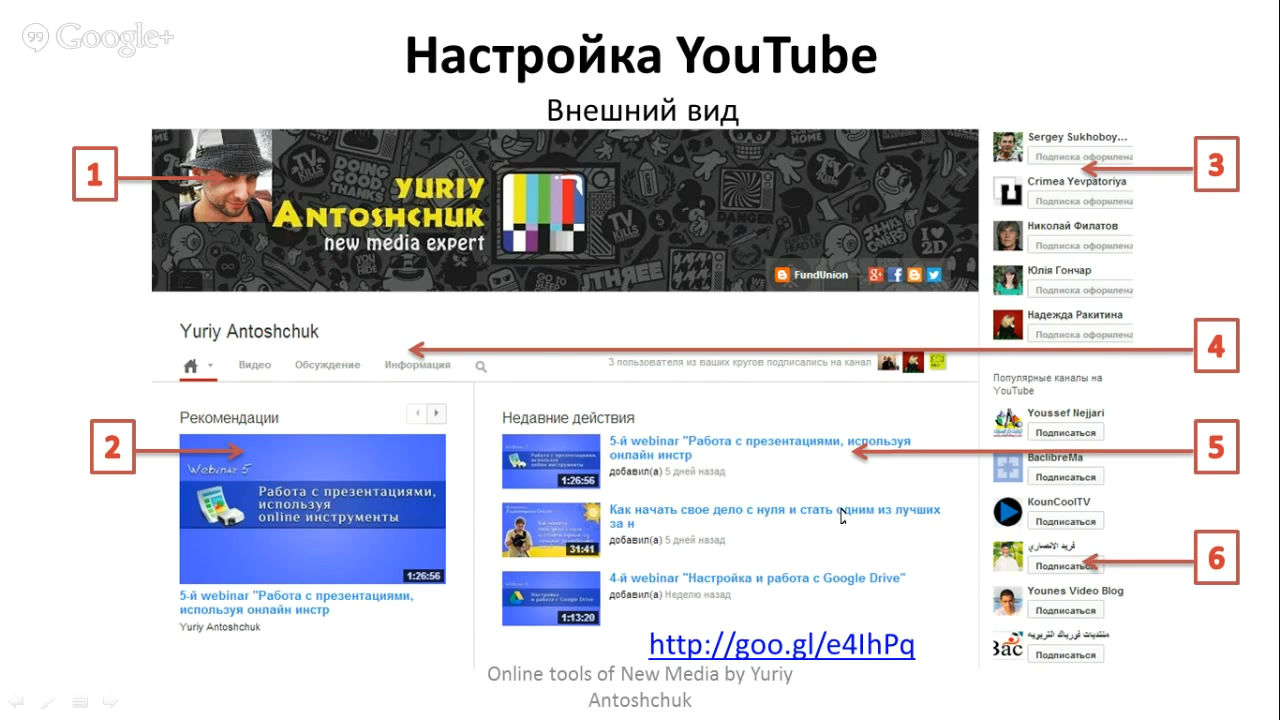 Google+
Настройка YouTube
Внешний вид
1
YURIY
ANTOSHCHUK
new media expert
FundUnion
Sergey Sukhoboy...
Подписка оформлена
Crimea Yevpatoriya
Подписка оформлена
Николай Филатов
Подписка оформлена
Юлія Гончар
Подписка оформлена
Надежда Ракитина
Подписка оформлена
3
Yuriy Antoshchuk
Видео Обсуждение Информация
3 пользователя из ваших кругов подписались на канал
4
Рекомендации
2
Webinar 5
Работа с презентациями,
используя
online инструменты
1:26:56
5-й webinar "Работа с презентациями,
используя онлайн инстр
Yuriy Antoshchuk
Недавние действия
5-й webinar "Работа с презентациями, используя
онлайн инстр
добавил(а) 5 дней назад
1:26:56
Как начать свое дело с нуля и стать одним из лучших
за н
добавил(а) 5 дней назад
31:41
4-й webinar "Настройка и работа с Google Drive"
добавил(а) Неделю назад
1:13:20
5
Популярные каналы на
YouTube
Youssef Nejjari
Подписаться
BaclibreMa
Подписаться
KounCoolTV
Подписаться
فريد الانصاري
Подписаться
6
Younes Video Blog
Подписаться
Подписаться
http://goo.gl/e4IhPq
Online tools of New Media by Yuriy
Antoshchuk